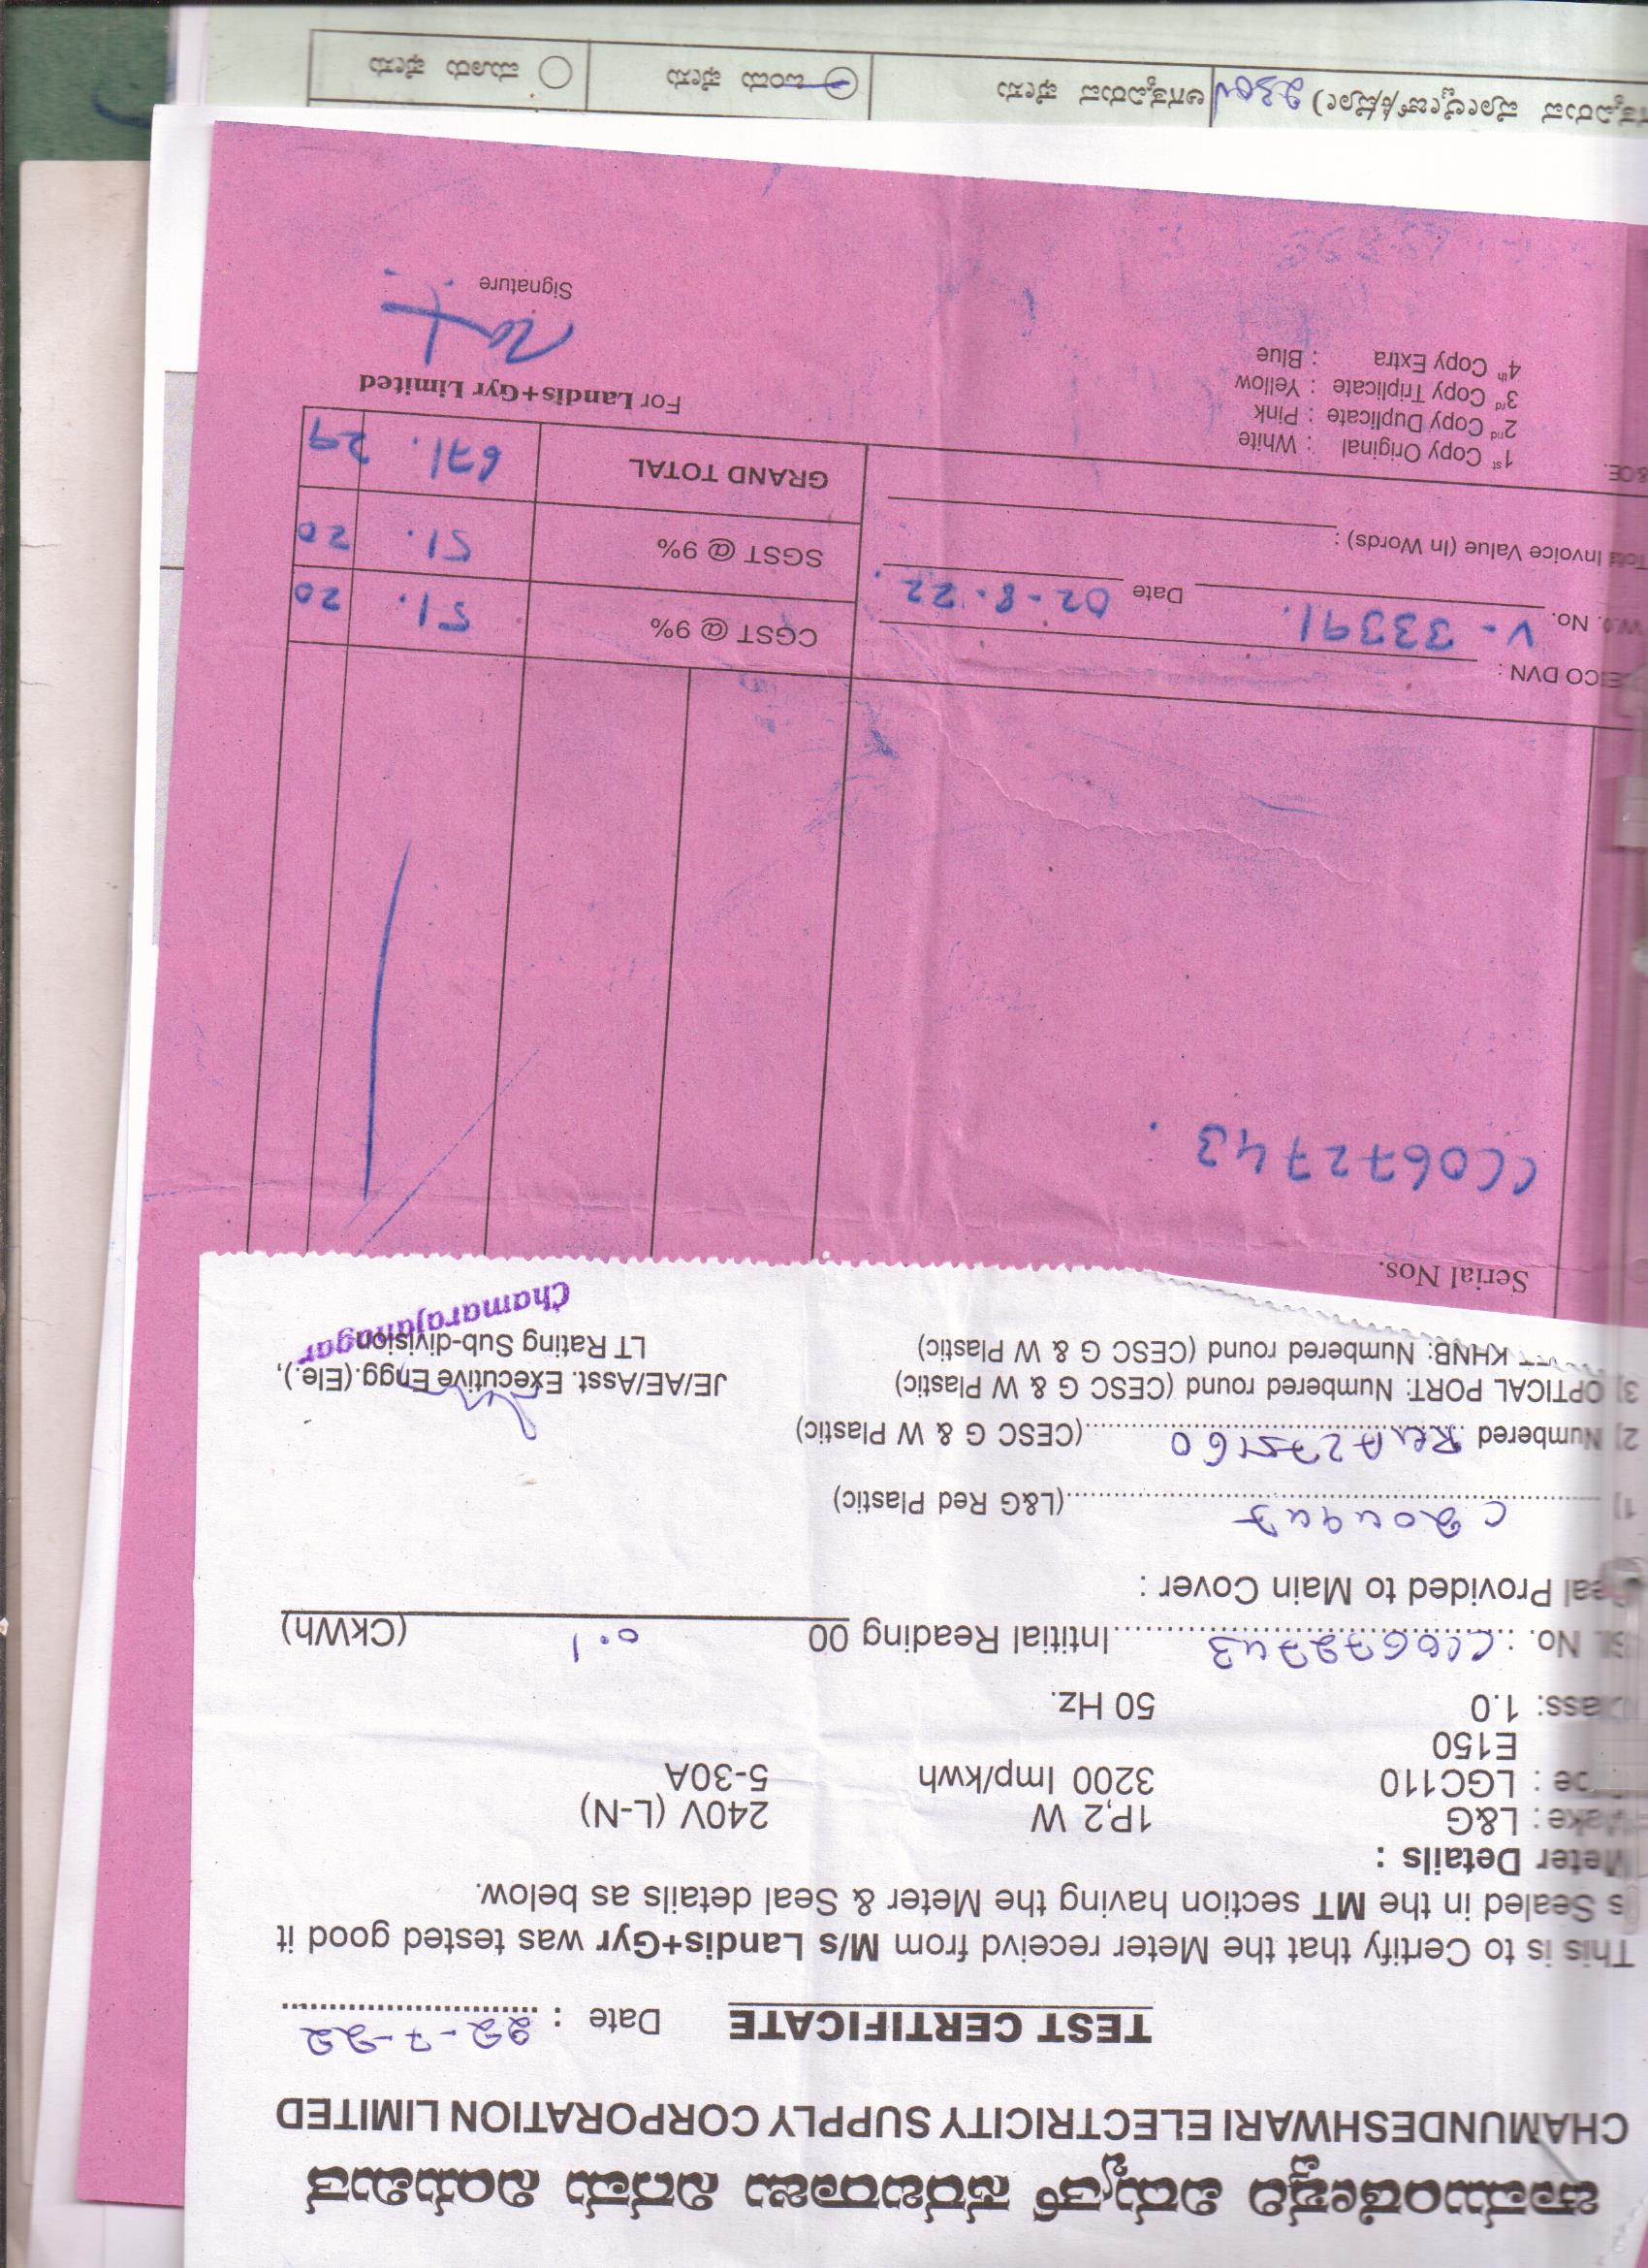 ಚಾಮುಂಡೇಶ್ವರಿ ವಿದ್ಯುತ್ ಸರಬರಾಜು ನಿಗಮ ನಿಯಮಿತ
CHAMUNDESHWARI ELECTRICITY SUPPLY CORPORATION LIMITED
TEST CERTIFICATE Date : 22-7-22
This is to Certify that the Meter receivd from M/s Landis+Gyr was tested good it
is Sealed in the MT section having the Meter & Seal details as below.
Meter Details :
Make : L&G 1P,2 W 240V (L-N)
: LGC110 3200 Imp/kwh 5-30A
E150
Class: 1.0 50 Hz.
No. : CC0672743 Intitial Reading 00 0.1 (CkWh)
Seal Provided to Main Cover :
1) (L&G Red Plastic)
2) Numbered (CESC G & W Plastic)
3) OPTICAL PORT: Numbered round (CESC G & W Plastic)
KHNB: Numbered round (CESC G & W Plastic)
JE/AE/Asst. Executive Engg.(Ele.),
LT Rating Sub-division
Chamarajanagar
Serial Nos.
CC0672743
CO DVN :
W.O. No. V-33391. Date 02-8-22.
Total Invoice Value (In Words) :
CGST @ 9% 51. 20
SGST @ 9% 51. 20
GRAND TOTAL 671. 29
&OE.
1st Copy Original : White
2nd Copy Duplicate : Pink
3rd Copy Triplicate : Yellow
4th Copy Extra : Blue
For Landis+Gyr Limited
Signature
ಅಗತ್ಯವಿರುವ ಫೇಸು ಒಂದು ಫೇಸು ಮೂರು ಫೇಸು